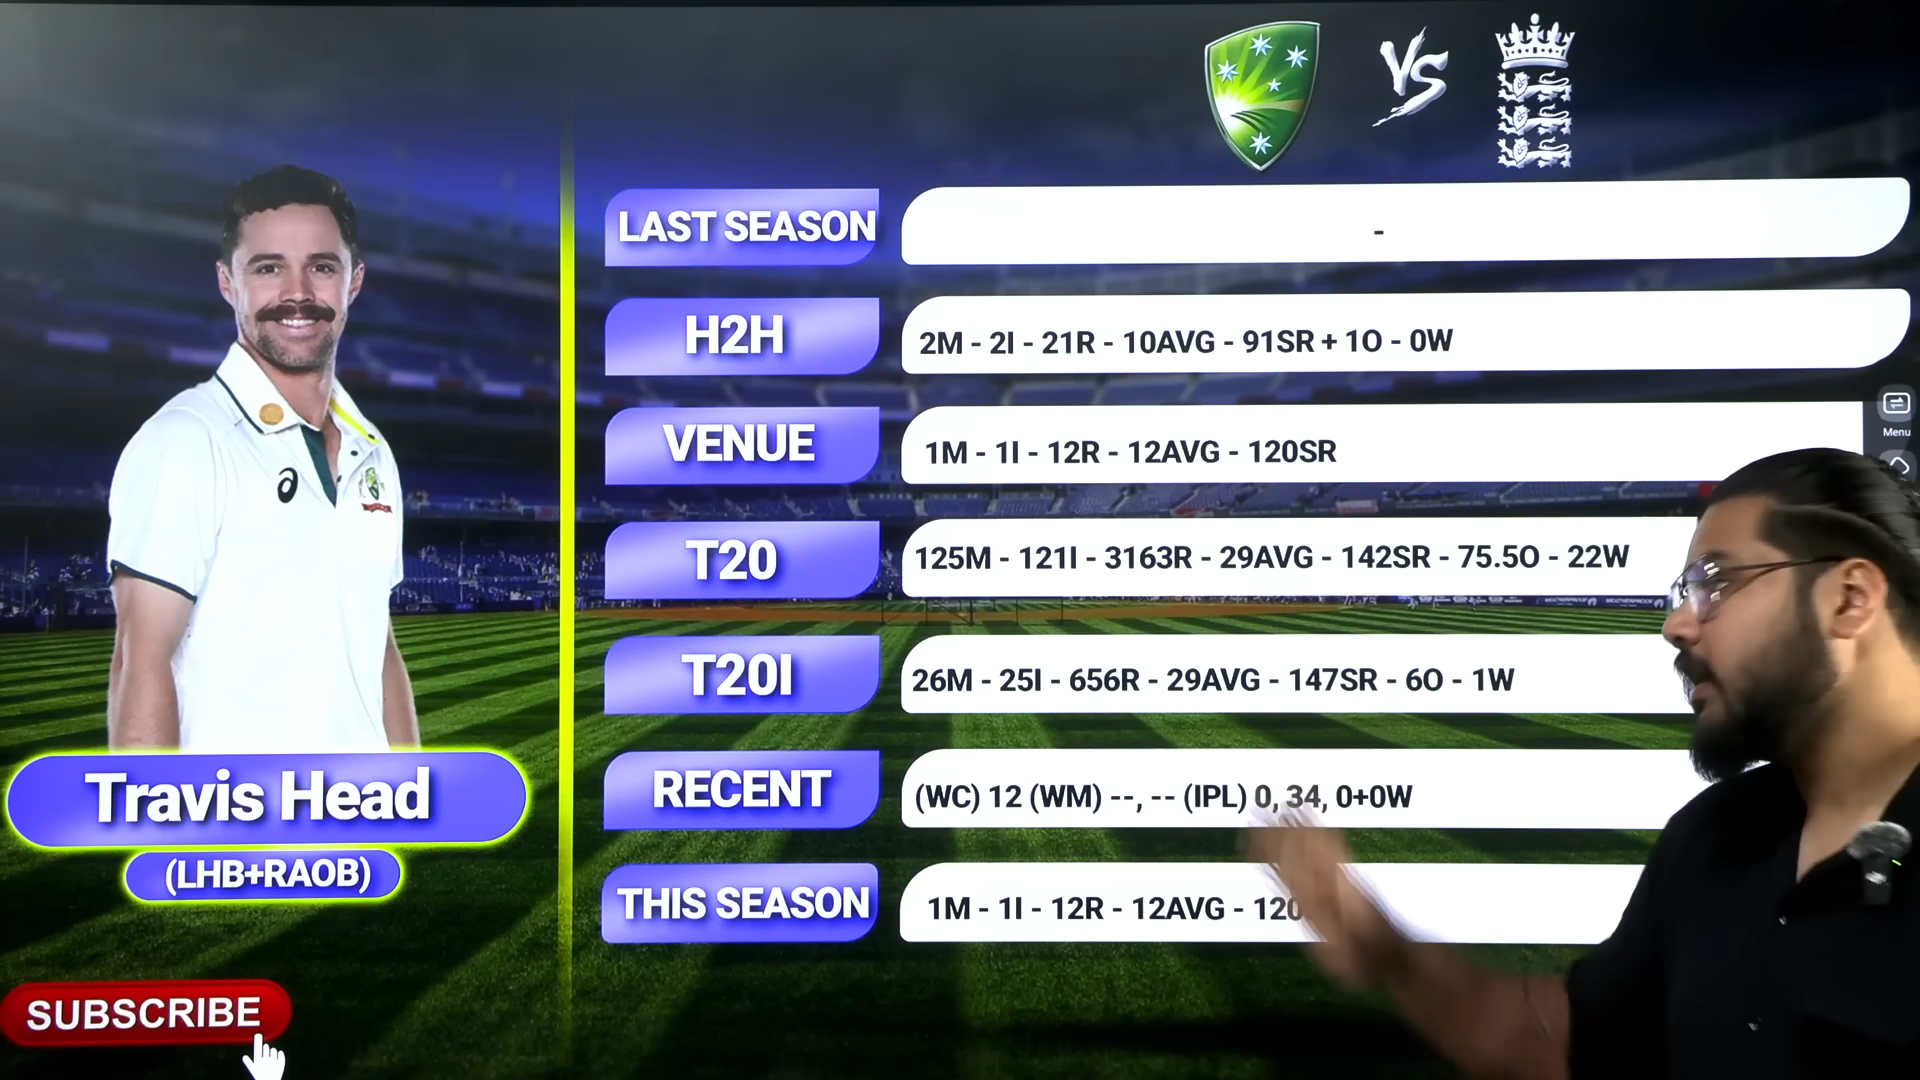 VS
LAST SEASON
-
H2H
2M - 2I - 21R - 10AVG - 91SR + 1O - 0W
VENUE
1M - 1I - 12R - 12AVG - 120SR
Menu
T20
125M - 121I - 3163R - 29AVG - 142SR - 75.5O - 22W
T20I
26M - 25I - 656R - 29AVG - 147SR - 6O - 1W
RECENT
(WC) 12 (WM) --, -- (IPL) 0, 34, 0+0W
THIS SEASON
1M - 1I - 12R - 12AVG - 120
Travis Head
(LHB+RAOB)
SUBSCRIBE